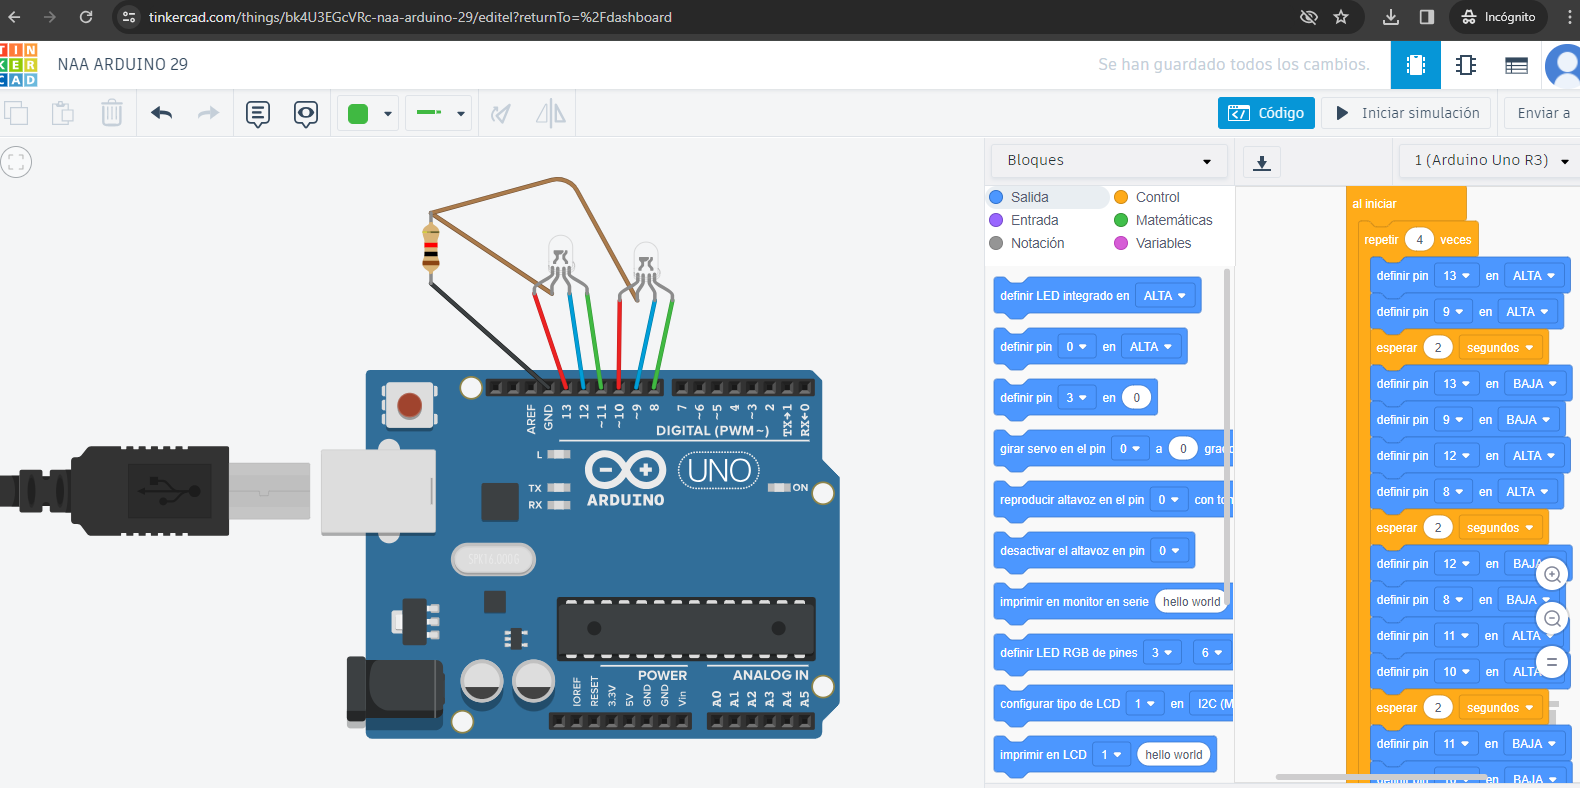 tinkercad.com/things/bk4U3EGcVRc-naa-arduino-29/editel?returnTo=%2Fdashboard
Incógnito
TIN
KER
CAD
NAA ARDUINO 29
Se han guardado todos los cambios.
Código
Iniciar simulación
Enviar a
Bloques
1 (Arduino Uno R3)
Salida
Control
Entrada
Matemáticas
Notación
Variables
definir LED integrado en ALTA
definir pin 0 en ALTA
definir pin 3 en 0
girar servo en el pin 0 a 0 grac
reproducir altavoz en el pin 0 con ton
desactivar el altavoz en pin 0
imprimir en monitor en serie hello world
definir LED RGB de pines 3 6
configurar tipo de LCD 1 en I2C (M
imprimir en LCD 1 hello world
al iniciar
repetir 4 veces
definir pin 13 en ALTA
definir pin 9 en ALTA
esperar 2 segundos
definir pin 13 en BAJA
definir pin 9 en BAJA
definir pin 12 en ALTA
definir pin 8 en ALTA
esperar 2 segundos
definir pin 12 en BAJA
definir pin 8 en BAJA
definir pin 11 en ALTA
definir pin 10 en ALTA
esperar 2 segundos
definir pin 11 en BAJA
AREF GND 13 12 ~11 ~10 ~9 8 7 ~6 ~5 4 ~3 2 TX→1 RX←0
DIGITAL (PWM~)
L
TX
RX
ARDUINO
UNO
ON
SPK16.000G
POWER
ANALOG IN
IOREF RESET 3.3V 5V GND GND Vin A0 A1 A2 A3 A4 A5